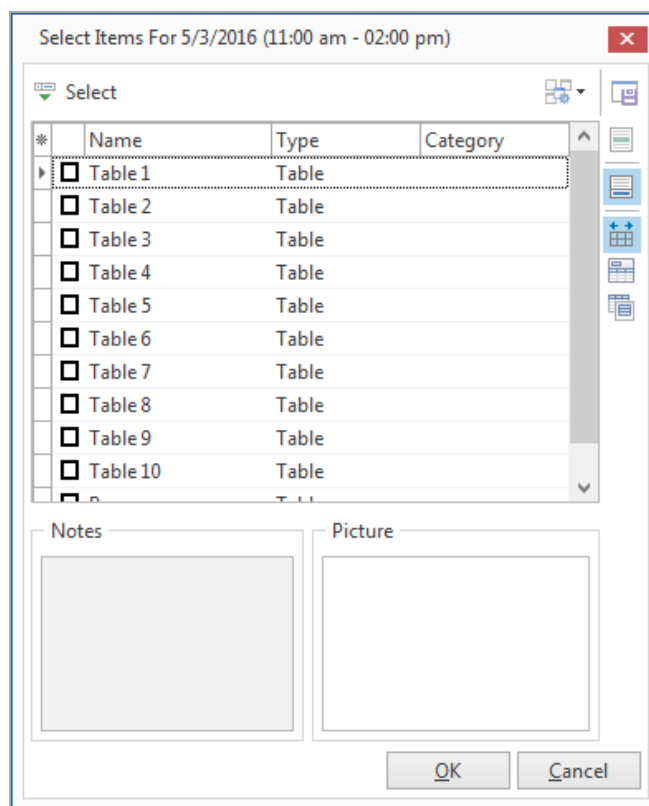 Select Items For 5/3/2016 (11:00 am - 02:00 pm)
Select
Name Type Category
Table 1 Table
Table 2 Table
Table 3 Table
Table 4 Table
Table 5 Table
Table 6 Table
Table 7 Table
Table 8 Table
Table 9 Table
Table 10 Table
Notes Picture
OK Cancel